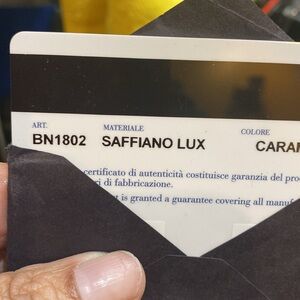 ART. MATERIALE COLORE
BN1802 SAFFIANO LUX CARAM
certificato di autenticità costituisce garanzia del pro
di fabbricazione.
is granted a guarantee covering all manuf